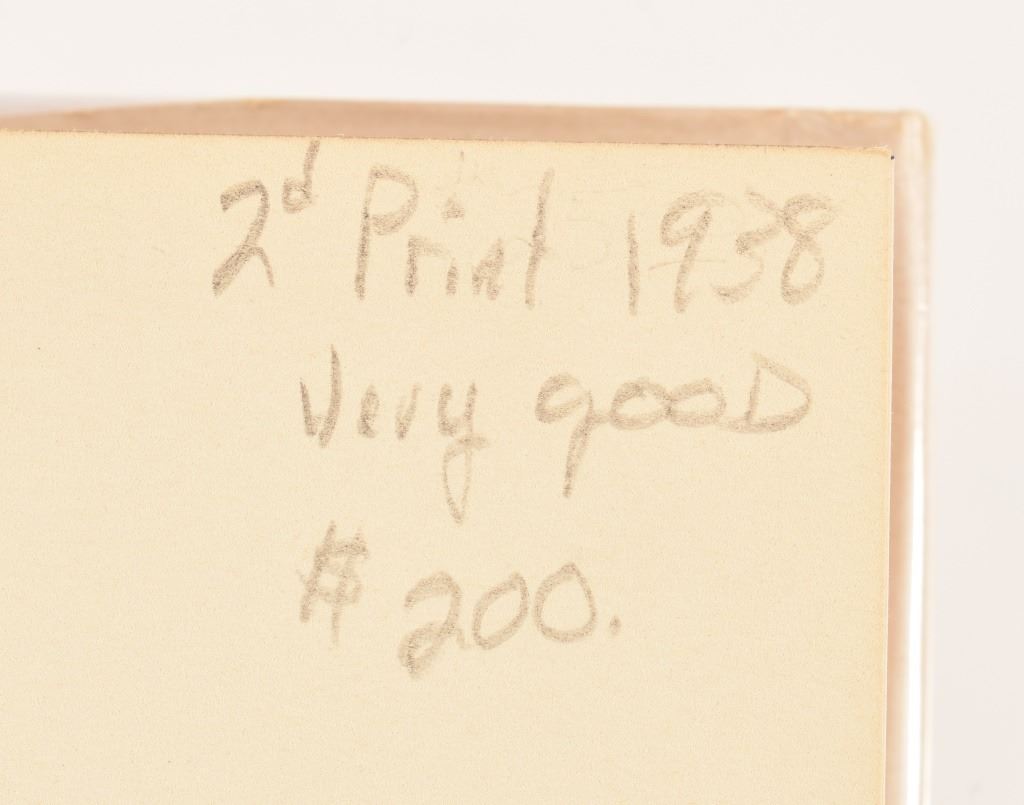 2d Print 1938
Very gooD
$ 200.